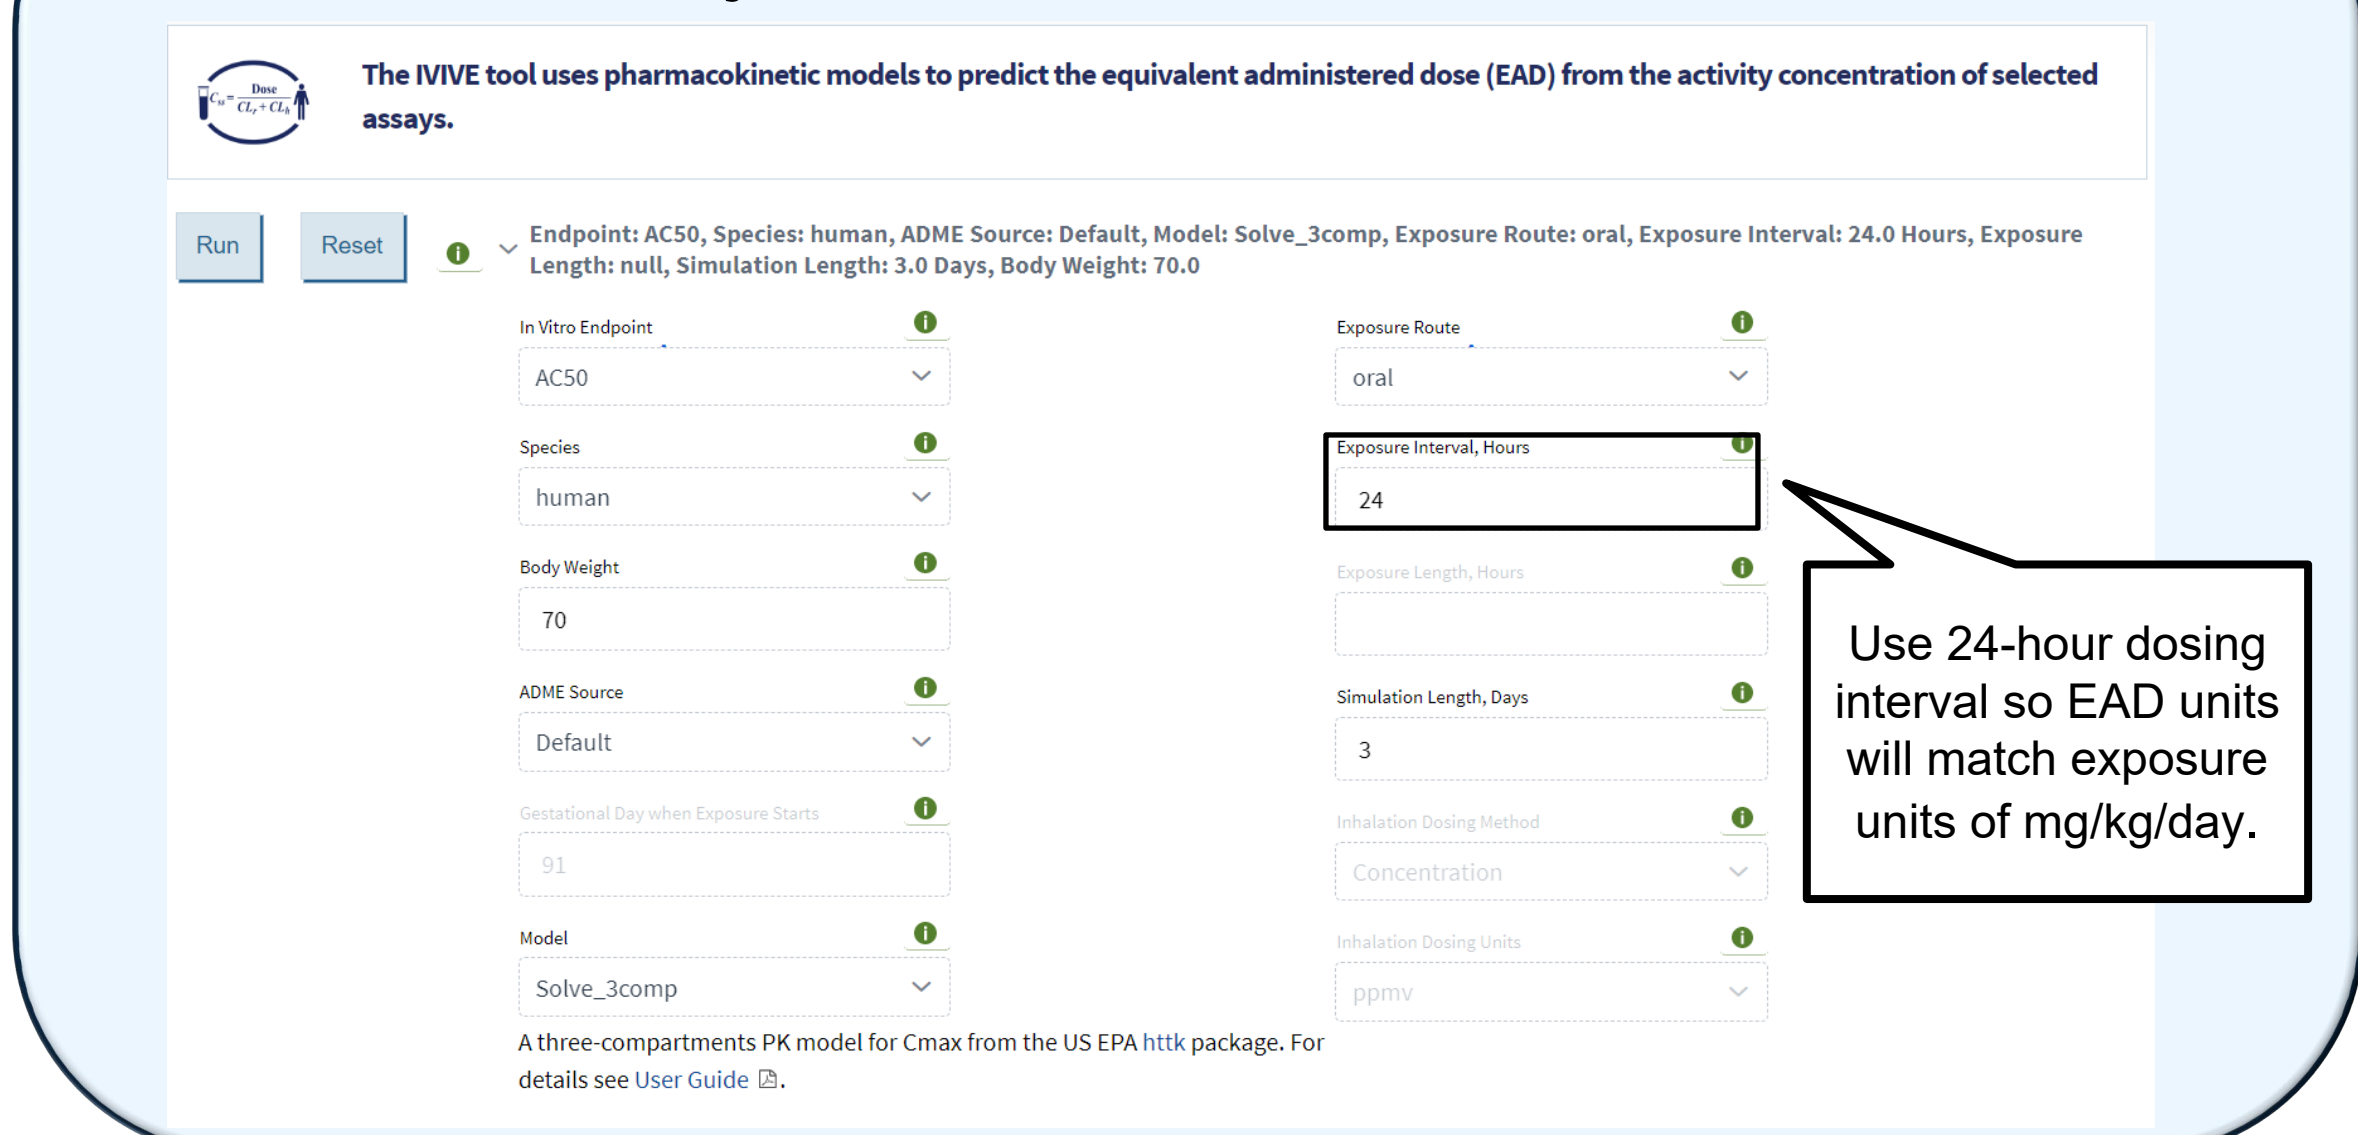 The IVIVE tool uses pharmacokinetic models to predict the equivalent administered dose (EAD) from the activity concentration of selected
assays.
C_ss = Dose / CL_r + CL_h
Run
Reset
Endpoint: AC50, Species: human, ADME Source: Default, Model: Solve_3comp, Exposure Route: oral, Exposure Interval: 24.0 Hours, Exposure
Length: null, Simulation Length: 3.0 Days, Body Weight: 70.0
In Vitro Endpoint
AC50
Species
human
Body Weight
70
ADME Source
Default
Gestational Day when Exposure Starts
91
Model
Solve_3comp
A three-compartments PK model for Cmax from the US EPA httk package. For
details see User Guide.
Exposure Route
oral
Exposure Interval, Hours
24
Exposure Length, Hours
Simulation Length, Days
3
Inhalation Dosing Method
Concentration
Inhalation Dosing Units
ppmv
Use 24-hour dosing
interval so EAD units
will match exposure
units of mg/kg/day.